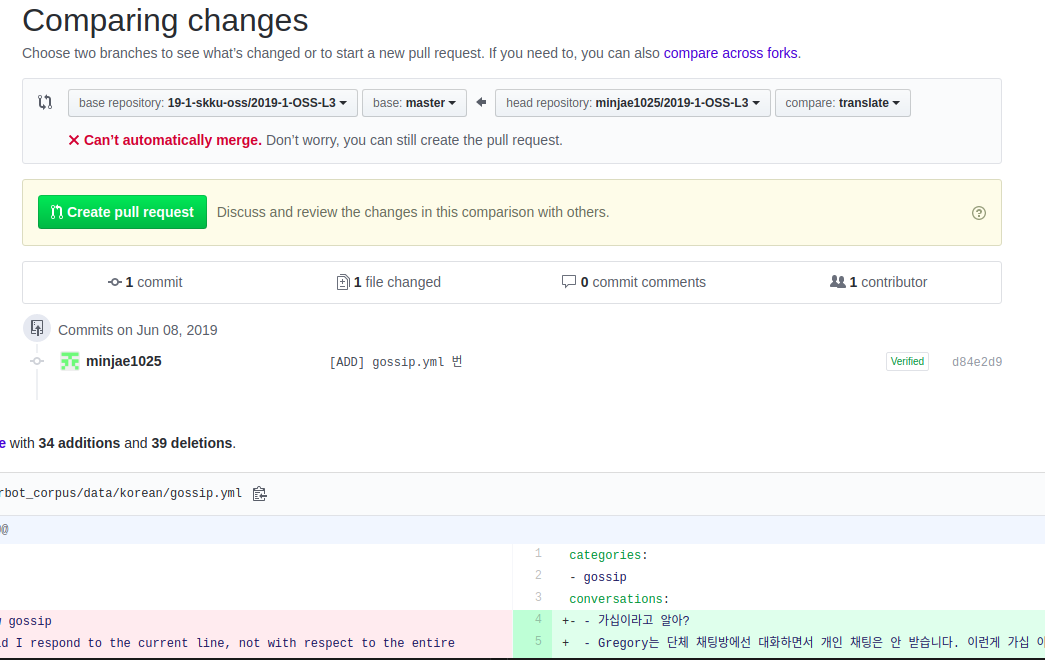 Comparing changes
Choose two branches to see what’s changed or to start a new pull request. If you need to, you can also compare across forks.
base repository: 19-1-skku-oss/2019-1-OSS-L3 base: master head repository: minjae1025/2019-1-OSS-L3 compare: translate
Can’t automatically merge. Don’t worry, you can still create the pull request.
Create pull request Discuss and review the changes in this comparison with others.
1 commit 1 file changed 0 commit comments 1 contributor
Commits on Jun 08, 2019
minjae1025 [ADD] gossip.yml 번 Verified d84e2d9
e with 34 additions and 39 deletions.
rbot_corpus/data/korean/gossip.yml
@@
1 categories:
2 - gossip
3 conversations:
gossip 4 +- - 가십이라고 알아?
d I respond to the current line, not with respect to the entire 5 + - Gregory는 단체 채팅방에선 대화하면서 개인 채팅은 안 받습니다. 이런게 가십